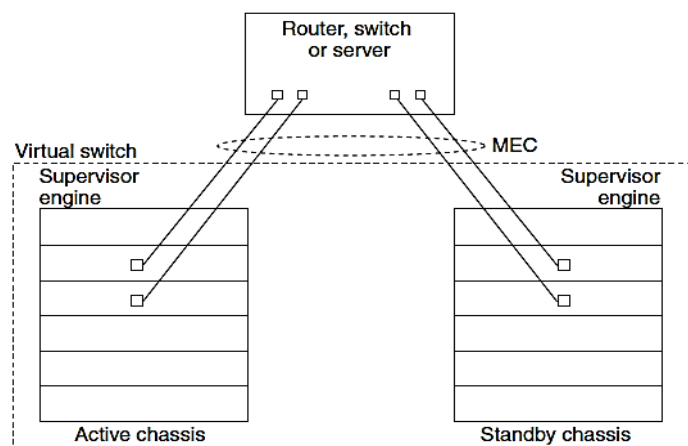 Router, switch
or server
MEC
Virtual switch
Supervisor
engine
Supervisor
engine
Active chassis
Standby chassis